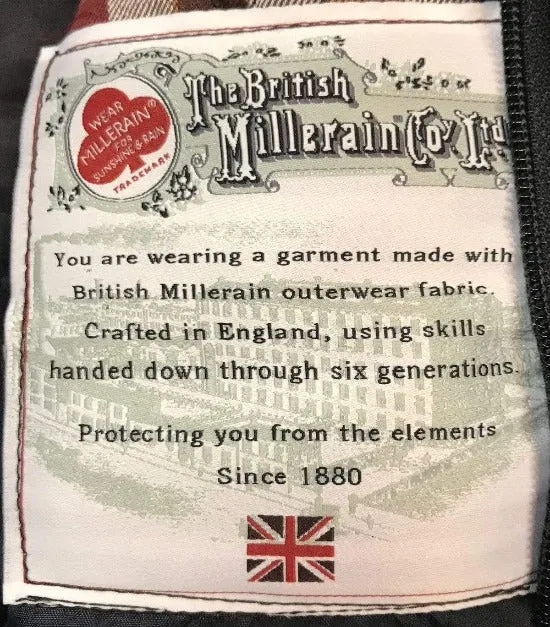 WEAR
MILLERAIN
FOR
SUNSHINE & RAIN
TRADEMARK
The British
Millerain Coy Ltd
You are wearing a garment made with
British Millerain outerwear fabric.
Crafted in England, using skills
handed down through six generations.
Protecting you from the elements
Since 1880